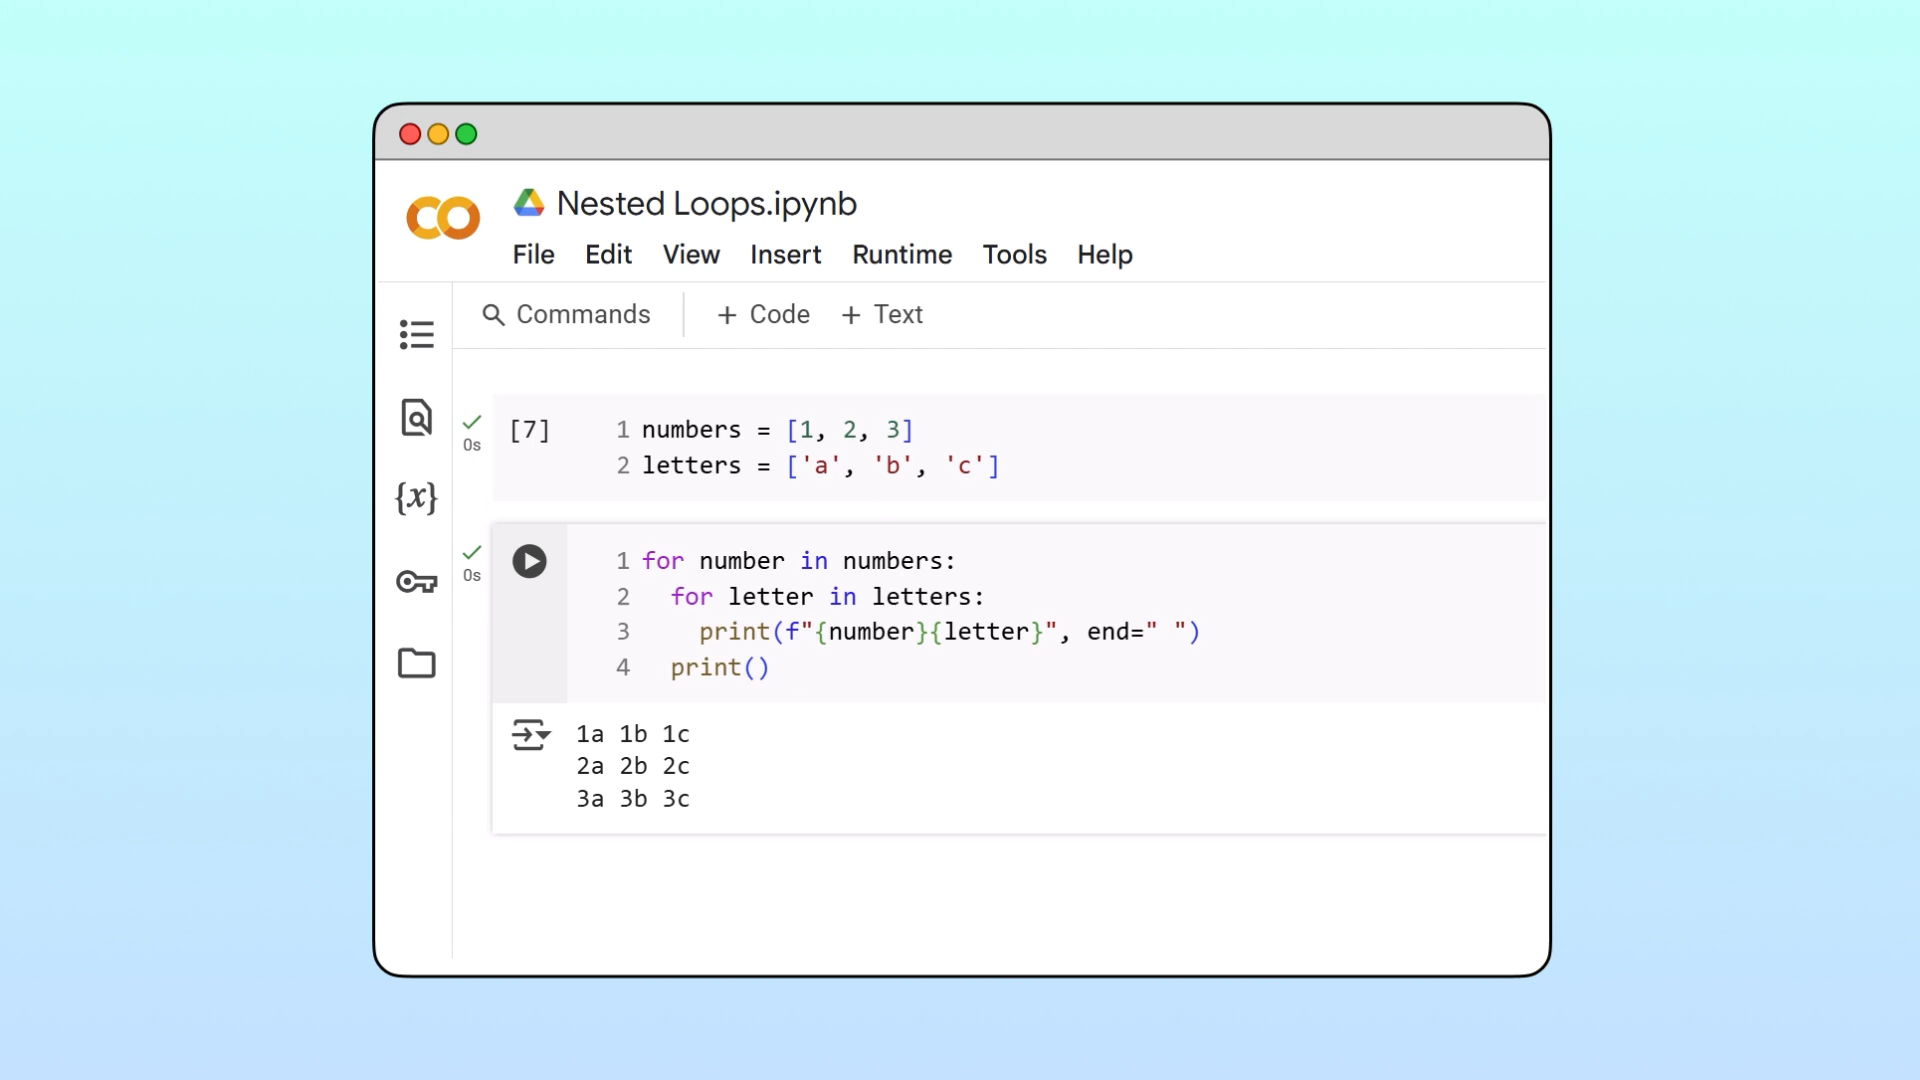 Nested Loops.ipynb
File Edit View Insert Runtime Tools Help
Commands + Code + Text
0s [7] 1 numbers = [1, 2, 3]
2 letters = ['a', 'b', 'c']
0s 1 for number in numbers:
2   for letter in letters:
3     print(f"{number}{letter}", end=" ")
4   print()
1a 1b 1c
2a 2b 2c
3a 3b 3c